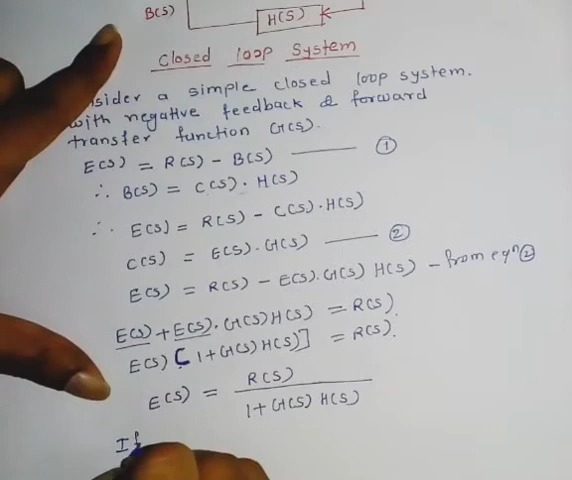 B(S)
H(S)
Closed loop System
sider a simple closed loop system.
with negative feedback & forward
transfer function G(S).
E(S) = R(S) - B(S) ——— ①
∴ B(S) = C(S) . H(S)
∴ E(S) = R(S) - C(S) . H(S)
C(S) = E(S) . G(S) ——— ②
E(S) = R(S) - E(S) . G(S) H(S) - from eqn ②
E(S) + E(S) . G(S) H(S) = R(S).
E(S) [ 1 + G(S) H(S)] = R(S).
E(S) = R(S)
1 + G(S) H(S)
If